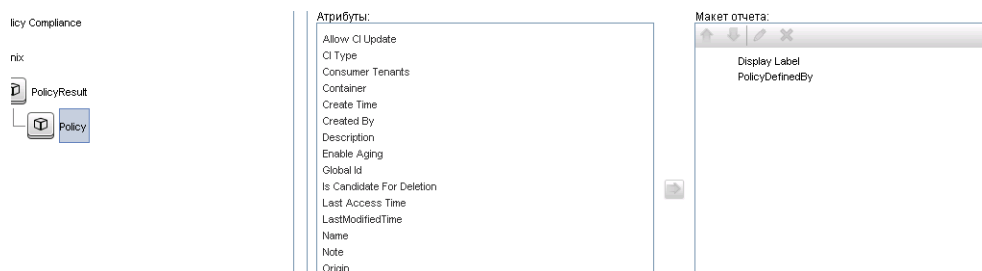 licy Compliance
nix
PolicyResult
Policy
Атрибуты:
Allow CI Update
CI Type
Consumer Tenants
Container
Create Time
Created By
Description
Enable Aging
Global Id
Is Candidate For Deletion
Last Access Time
LastModifiedTime
Name
Note
Origin
Макет отчета:
Display Label
PolicyDefinedBy